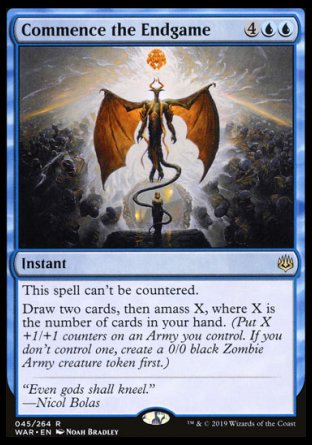 Commence the Endgame 4
Instant
This spell can't be countered.
Draw two cards, then amass X, where X is
the number of cards in your hand. (Put X
+1/+1 counters on an Army you control. If you
don't control one, create a 0/0 black Zombie
Army creature token first.)
"Even gods shall kneel."
—Nicol Bolas
045/264 R
WAR • EN Noah Bradley
™ & © 2019 Wizards of the Coast